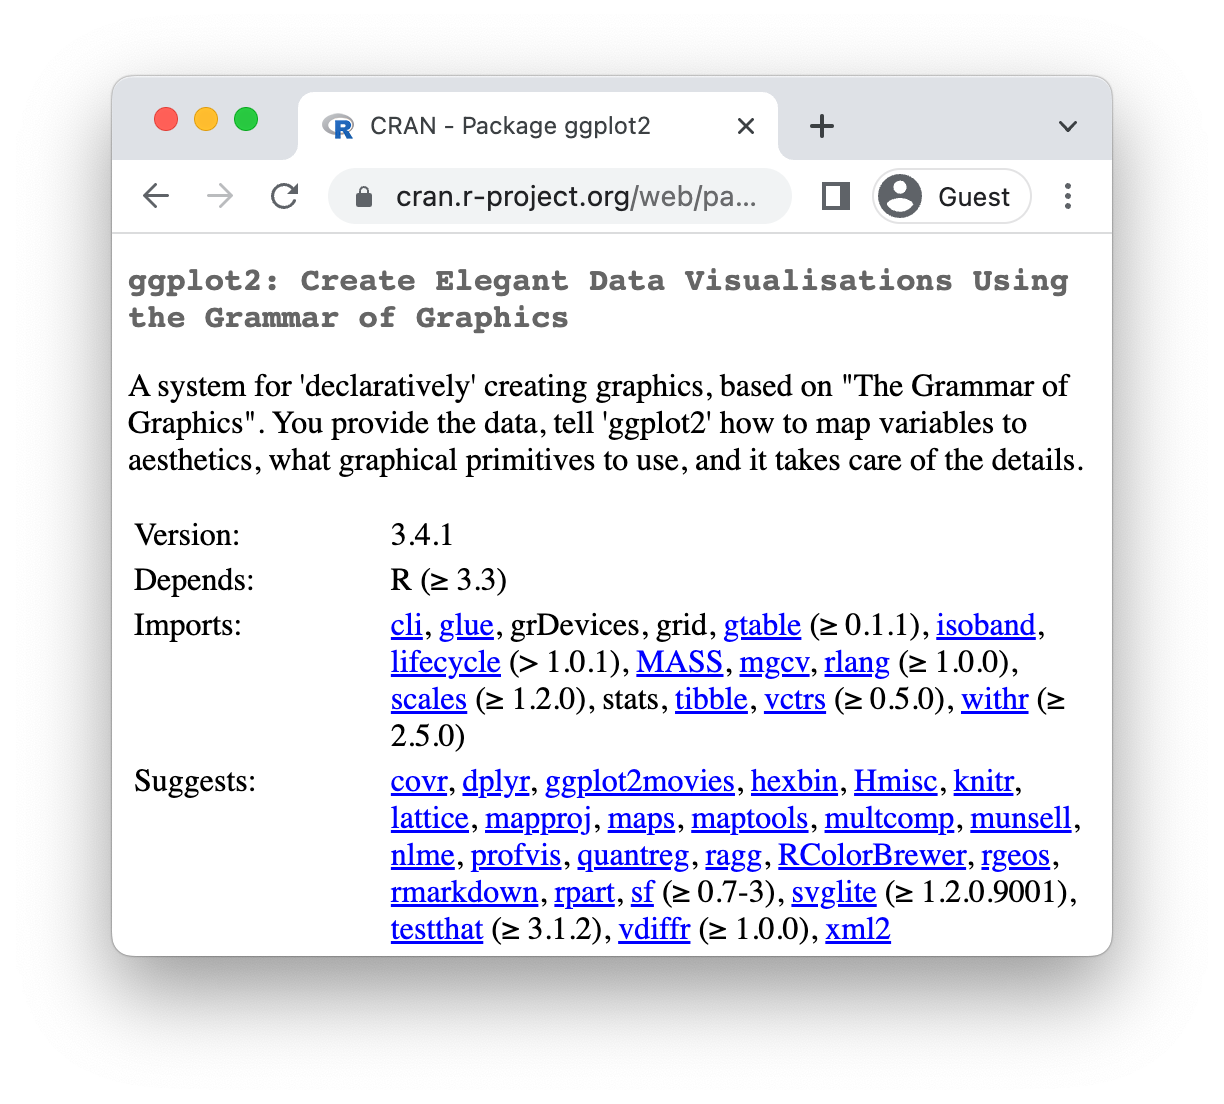 CRAN - Package ggplot2
cran.r-project.org/web/pa...
Guest
ggplot2: Create Elegant Data Visualisations Using
the Grammar of Graphics
A system for 'declaratively' creating graphics, based on "The Grammar of
Graphics". You provide the data, tell 'ggplot2' how to map variables to
aesthetics, what graphical primitives to use, and it takes care of the details.
Version: 3.4.1
Depends: R (≥ 3.3)
Imports: cli, glue, grDevices, grid, gtable (≥ 0.1.1), isoband,
lifecycle (> 1.0.1), MASS, mgcv, rlang (≥ 1.0.0),
scales (≥ 1.2.0), stats, tibble, vctrs (≥ 0.5.0), withr (≥
2.5.0)
Suggests: covr, dplyr, ggplot2movies, hexbin, Hmisc, knitr,
lattice, mapproj, maps, maptools, multcomp, munsell,
nlme, profvis, quantreg, ragg, RColorBrewer, rgeos,
rmarkdown, rpart, sf (≥ 0.7-3), svglite (≥ 1.2.0.9001),
testthat (≥ 3.1.2), vdiffr (≥ 1.0.0), xml2